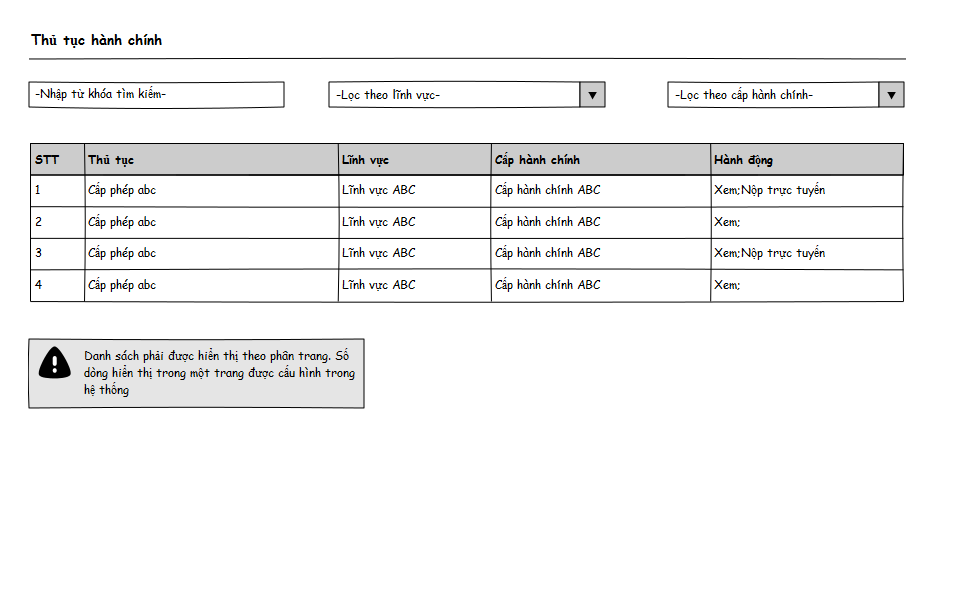 Thủ tục hành chính
-Nhập từ khóa tìm kiếm-
-Lọc theo lĩnh vực-
-Lọc theo cấp hành chính-
STT Thủ tục Lĩnh vực Cấp hành chính Hành động
1 Cấp phép abc Lĩnh vực ABC Cấp hành chính ABC Xem;Nộp trực tuyến
2 Cấp phép abc Lĩnh vực ABC Cấp hành chính ABC Xem;
3 Cấp phép abc Lĩnh vực ABC Cấp hành chính ABC Xem;Nộp trực tuyến
4 Cấp phép abc Lĩnh vực ABC Cấp hành chính ABC Xem;
Danh sách phải được hiển thị theo phân trang. Số
dòng hiển thị trong một trang được cấu hình trong
hệ thống